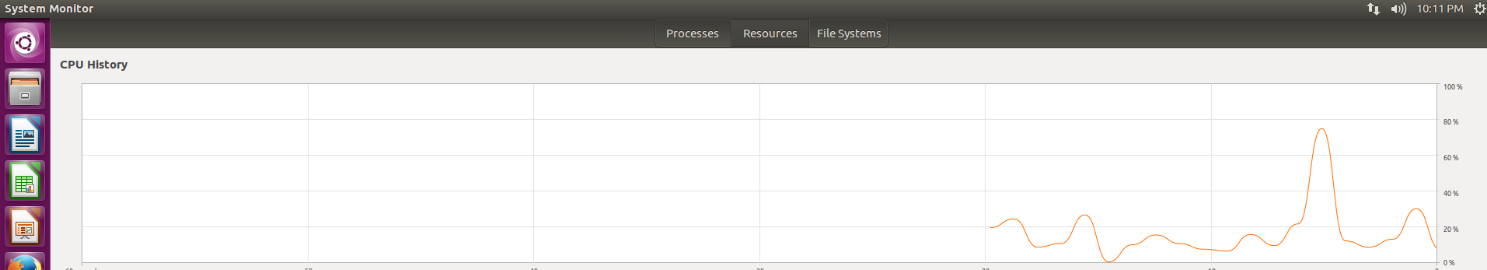 System Monitor
10:11 PM
Processes
Resources
File Systems
CPU History
100 %
80 %
60 %
40 %
20 %
0 %